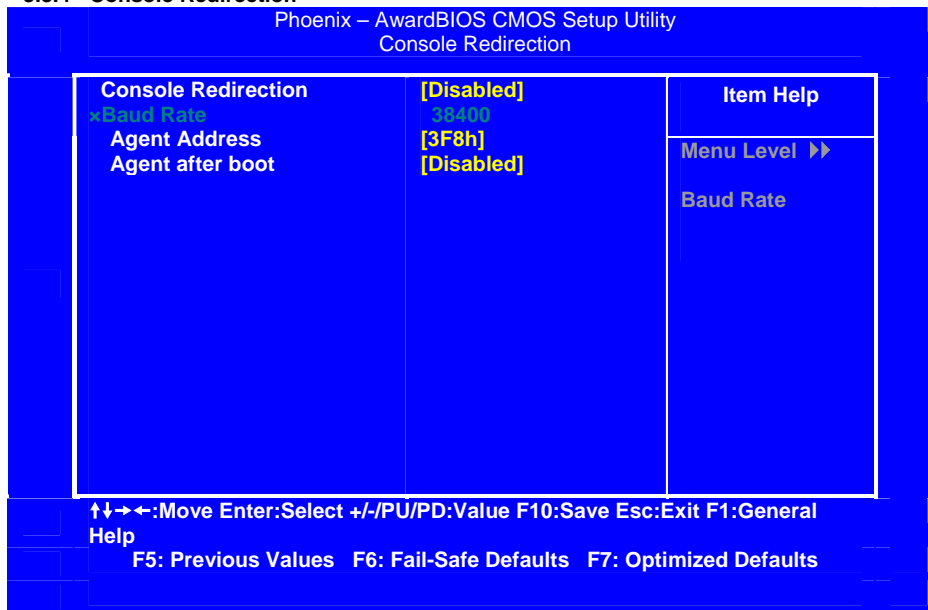 Phoenix – AwardBIOS CMOS Setup Utility
Console Redirection
Console Redirection [Disabled]
×Baud Rate 38400
Agent Address [3F8h]
Agent after boot [Disabled]
Item Help
Menu Level ▶▶
Baud Rate
↑↓→←:Move Enter:Select +/-/PU/PD:Value F10:Save Esc:Exit F1:General
Help
F5: Previous Values F6: Fail-Safe Defaults F7: Optimized Defaults